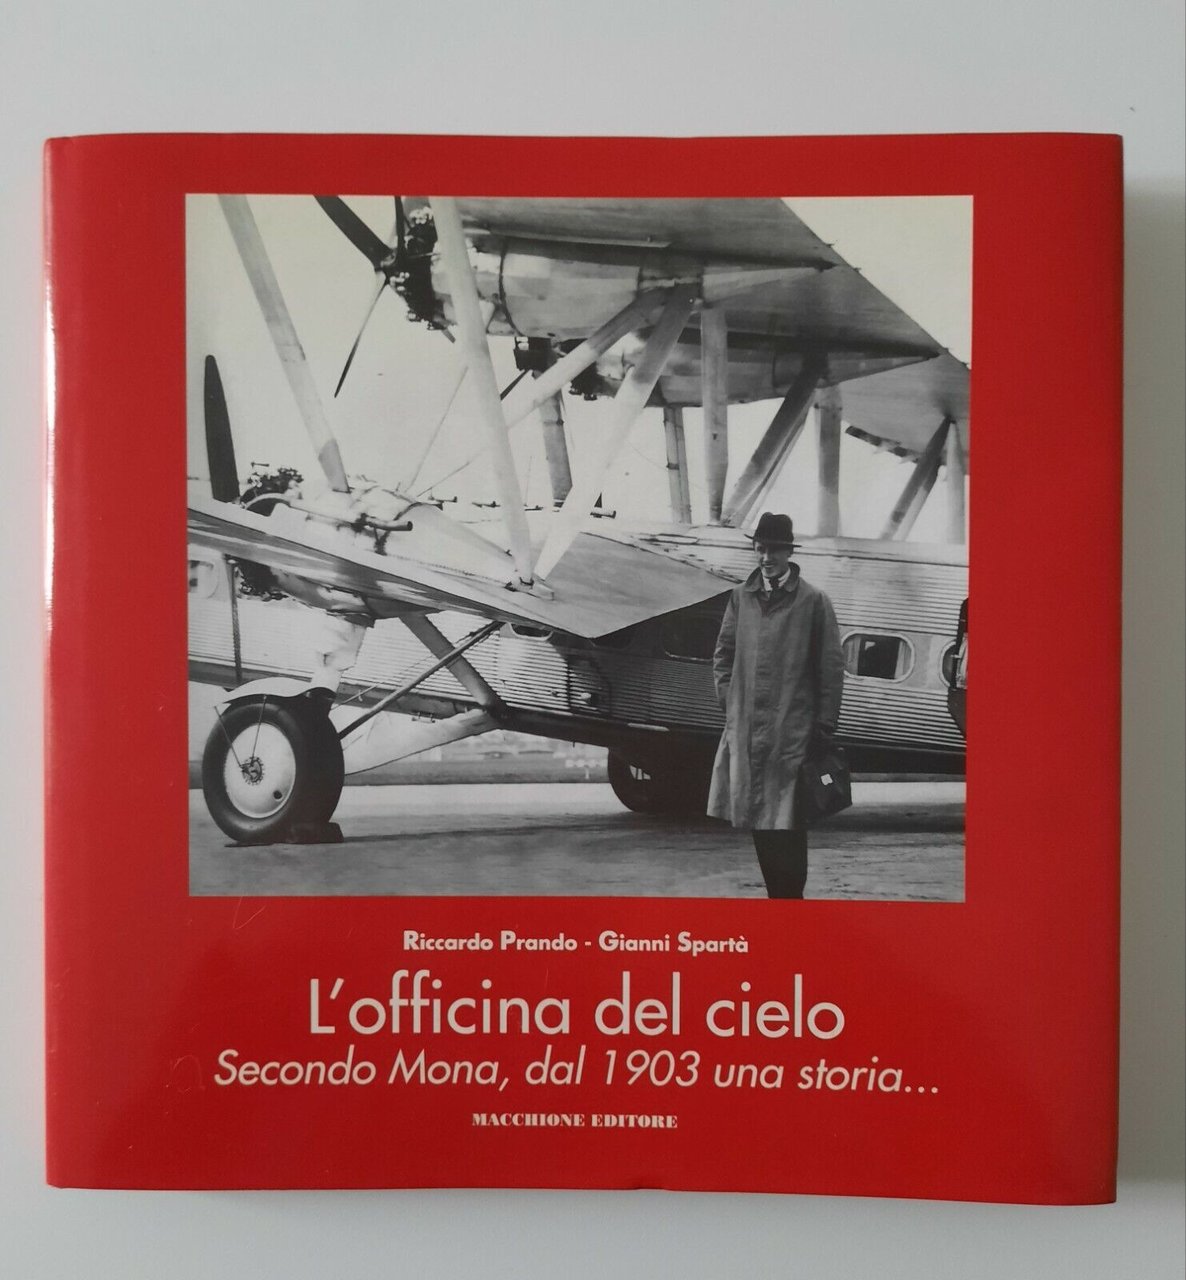 Riccardo Prando - Gianni Spartà
L'officina del cielo
Secondo Mona, dal 1903 una storia...
MACCHIONE EDITORE